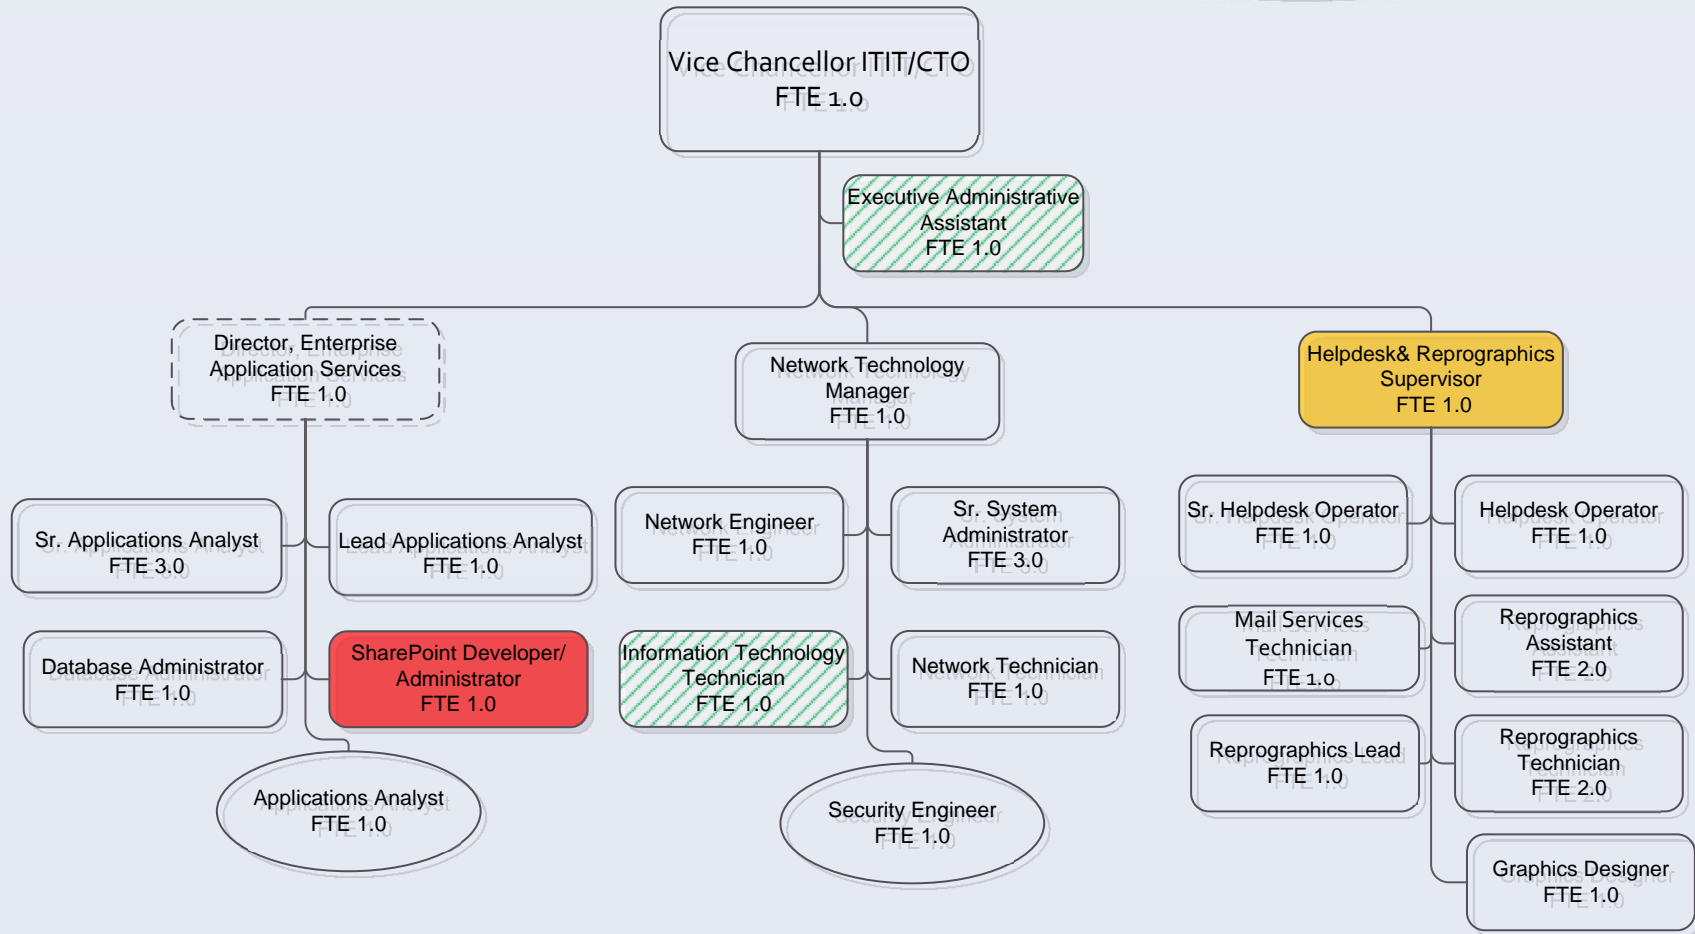 Vice Chancellor ITIT/CTO
FTE 1.0
Executive Administrative
Assistant
FTE 1.0
Director, Enterprise
Application Services
FTE 1.0
Network Technology
Manager
FTE 1.0
Helpdesk& Reprographics
Supervisor
FTE 1.0
Sr. Applications Analyst
FTE 3.0
Lead Applications Analyst
FTE 1.0
Database Administrator
FTE 1.0
SharePoint Developer/
Administrator
FTE 1.0
Applications Analyst
FTE 1.0
Network Engineer
FTE 1.0
Sr. System
Administrator
FTE 3.0
Information Technology
Technician
FTE 1.0
Network Technician
FTE 1.0
Security Engineer
FTE 1.0
Sr. Helpdesk Operator
FTE 1.0
Helpdesk Operator
FTE 1.0
Mail Services
Technician
FTE 1.0
Reprographics
Assistant
FTE 2.0
Reprographics Lead
FTE 1.0
Reprographics
Technician
FTE 2.0
Graphics Designer
FTE 1.0